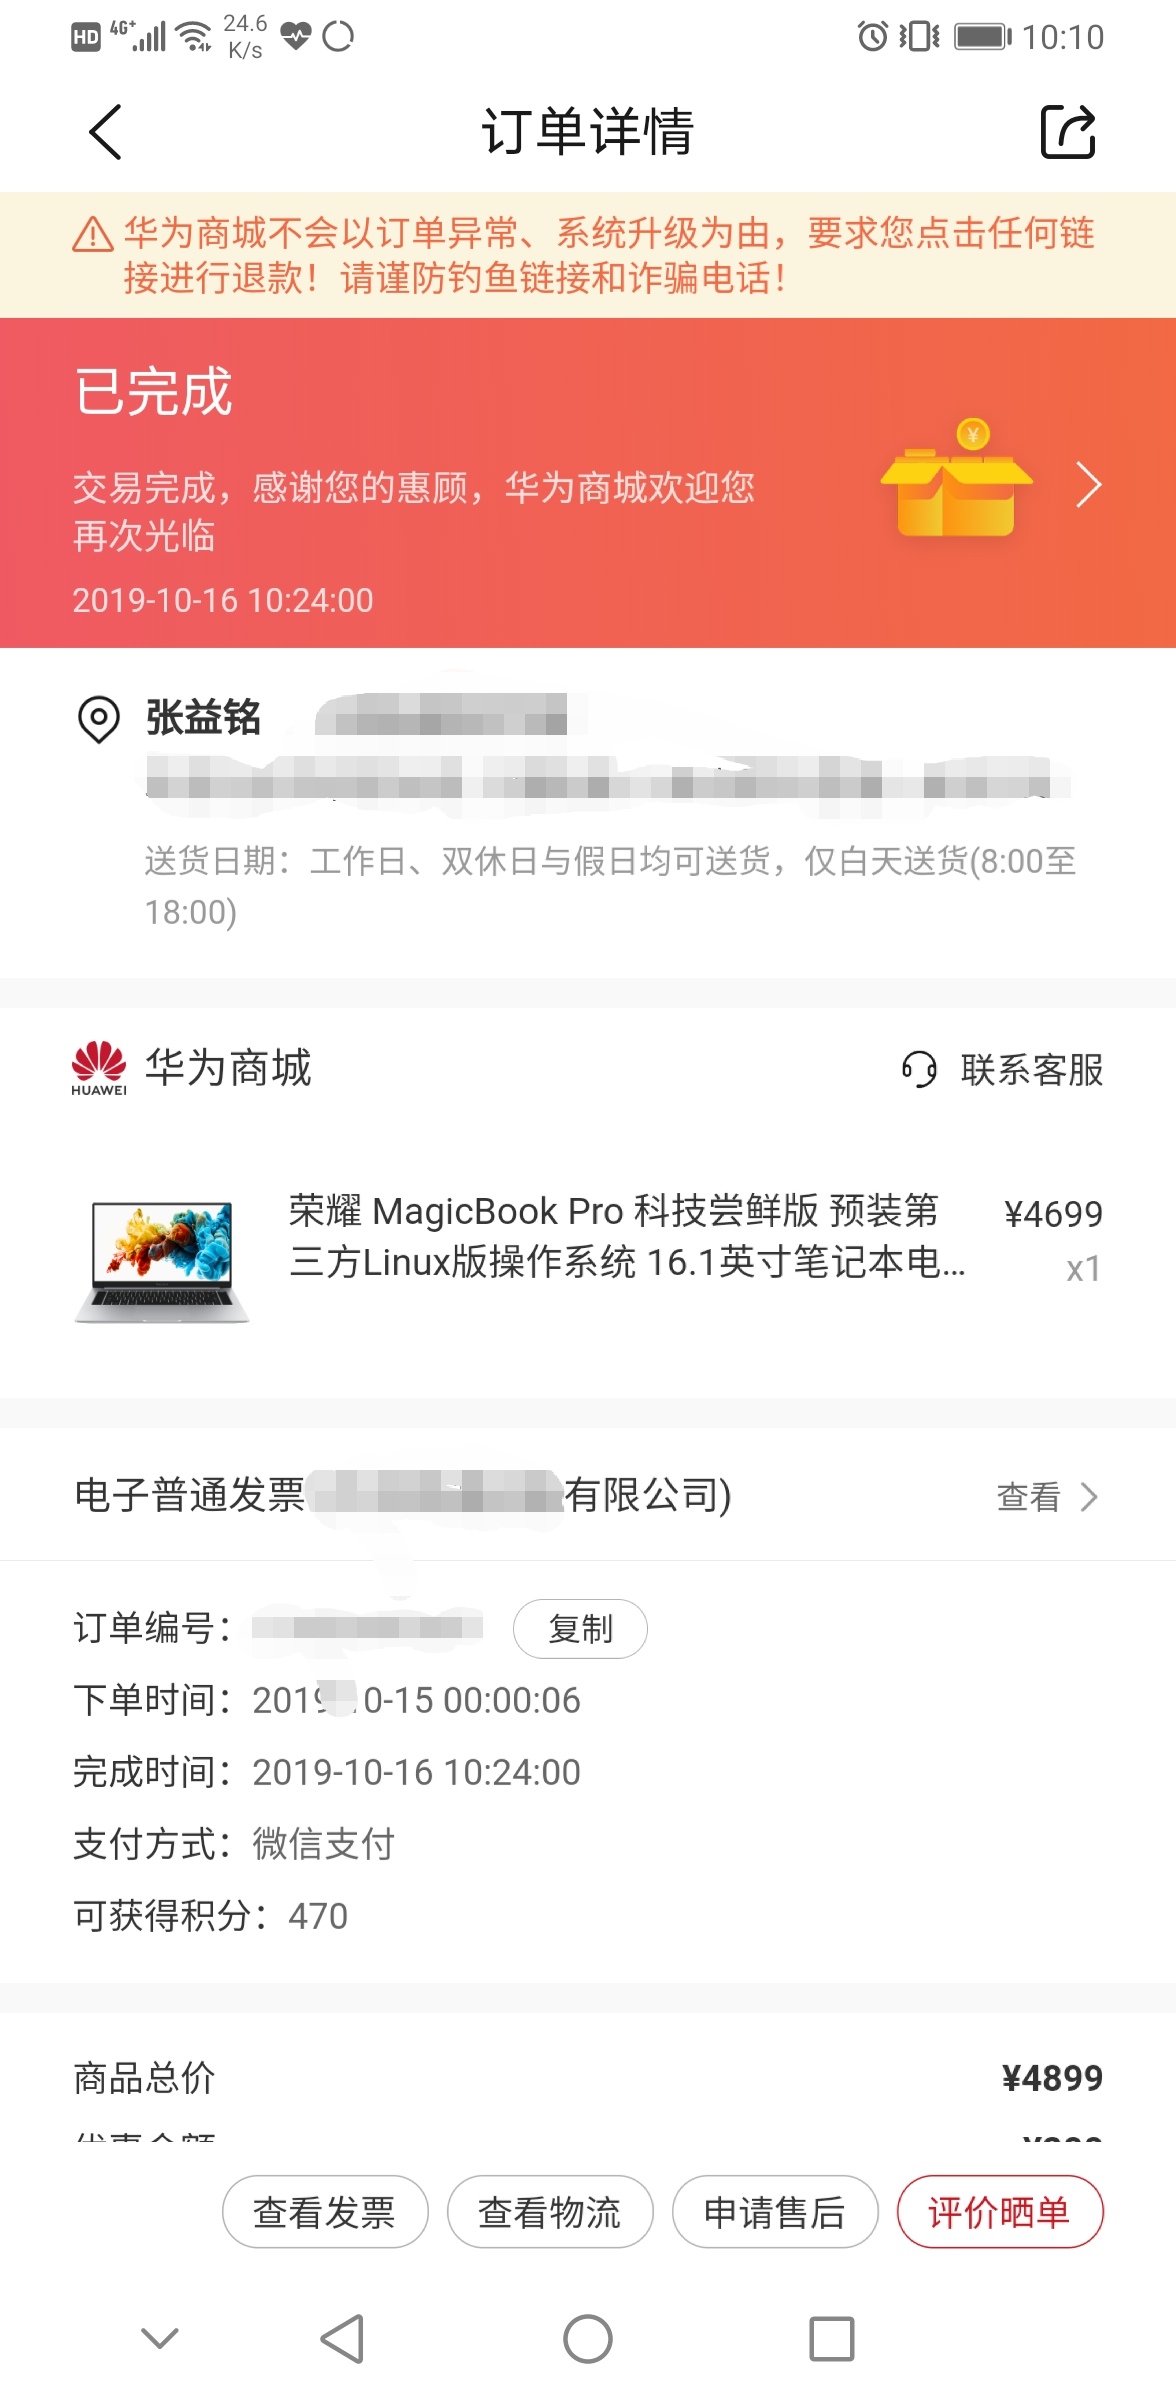 HD 4G+ 24.6 K/s 10:10
订单详情
华为商城不会以订单异常、系统升级为由，要求您点击任何链
接进行退款！请谨防钓鱼链接和诈骗电话！
已完成
交易完成，感谢您的惠顾，华为商城欢迎您
再次光临
2019-10-16 10:24:00
张益铭
送货日期：工作日、双休日与假日均可送货，仅白天送货(8:00至
18:00)
HUAWEI 华为商城 联系客服
荣耀 MagicBook Pro 科技尝鲜版 预装第 ¥4699
三方Linux版操作系统 16.1英寸笔记本电... x1
电子普通发票 有限公司) 查看
订单编号： 复制
下单时间：201 0-15 00:00:06
完成时间：2019-10-16 10:24:00
支付方式：微信支付
可获得积分：470
商品总价 ¥4899
查看发票 查看物流 申请售后 评价晒单